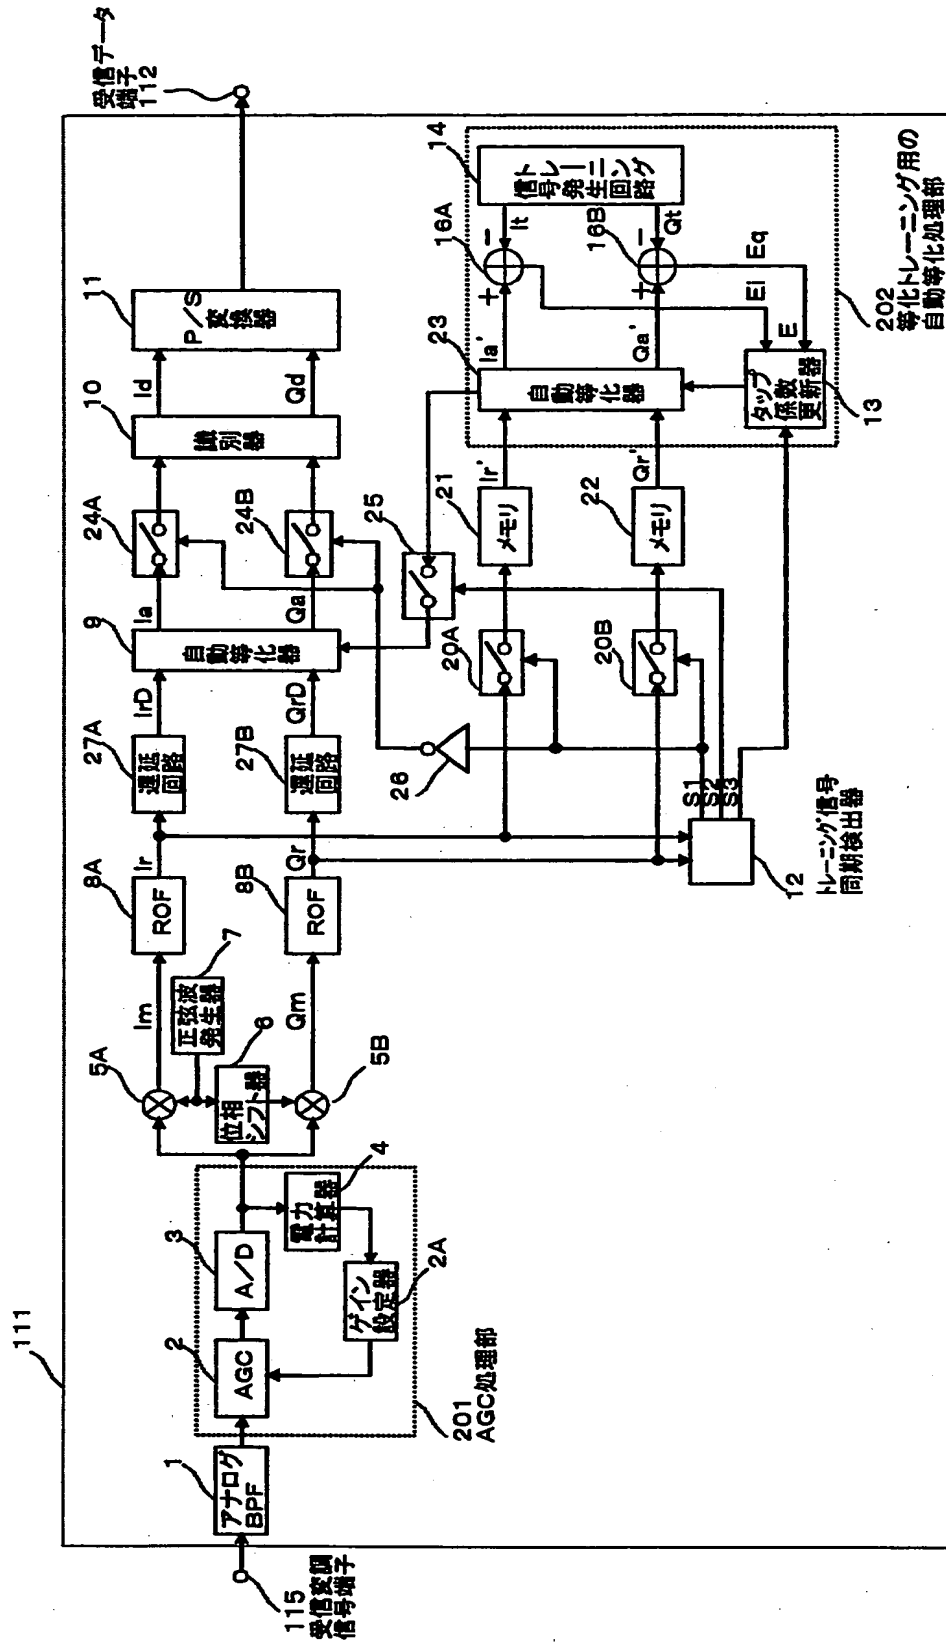 111
115
受信変調
信号端子
1
アナログ
BPF
2
AGC
3
A/D
4
電力
計算器
2A
ゲイン
設定器
201
AGC処理部
5A
5B
6
位相
シフト器
7
正弦波
発生器
Im
Qm
8A
ROF
8B
ROF
Ir
Qr
27A
遅延
回路
27B
遅延
回路
IrD
QrD
9
自動等化器
Ia
Qa
24A
24B
10
識別器
Id
Qd
11
P/S
変換器
受信データ
端子
112
25
26
20A
20B
21
メモリ
22
メモリ
Ir'
Qr'
23
自動等化器
Ia'
Qa'
+
−
16A
+
−
16B
It
Qt
14
信号発生回路
トレーニング
EI
Eq
E
タップ
係数
更新器
13
202
等化トレーニング用の
自動等化処理部
S1
S2
S3
12
トレーニング信号
同期検出器